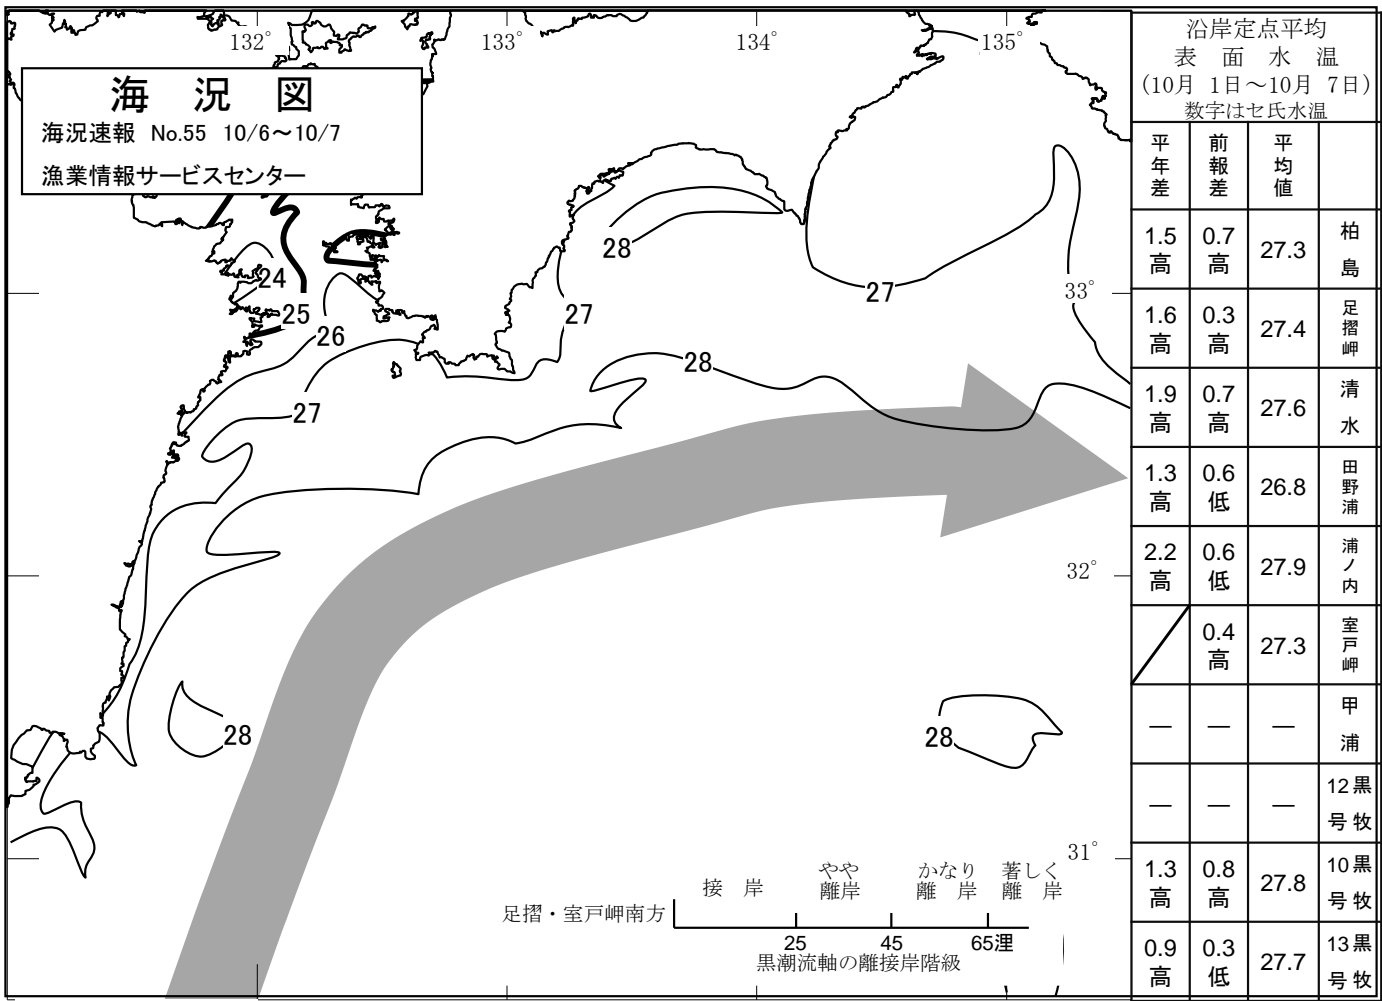 132°
133°
134°
135°
海 況 図
海況速報 No.55 10/6～10/7
漁業情報サービスセンター
28
24
27
33°
25
27
26
28
27
32°
28
28
31°
接 岸
やや
離岸
かなり
離 岸
著しく
離 岸
足摺・室戸岬南方
25
45
65浬
黒潮流軸の離接岸階級
沿岸定点平均
表 面 水 温
(10月 1日～10月 7日)
数字はセ氏水温
平年差 前報差 平均値
1.5高 0.7高 27.3 柏島
1.6高 0.3高 27.4 足摺岬
1.9高 0.7高 27.6 清水
1.3高 0.6低 26.8 田野浦
2.2高 0.6低 27.9 浦ノ内
0.4高 27.3 室戸岬
— — — 甲浦
— — — 黒牧12号
1.3高 0.8高 27.8 黒牧10号
0.9高 0.3低 27.7 黒牧13号